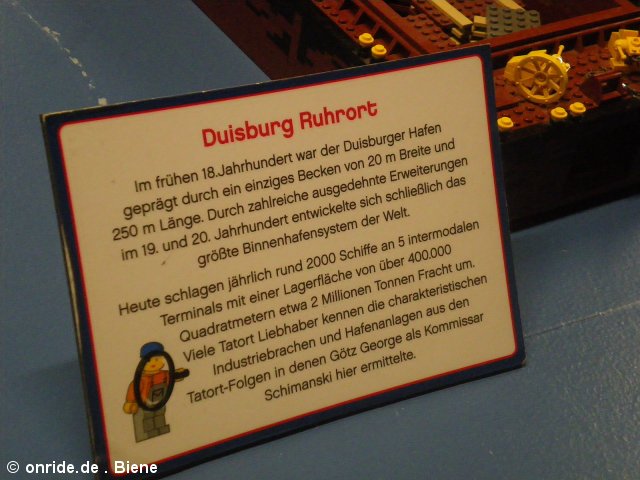 Duisburg Ruhrort
Im frühen 18.Jahrhundert war der Duisburger Hafen
geprägt durch ein einziges Becken von 20 m Breite und
250 m Länge. Durch zahlreiche ausgedehnte Erweiterungen
im 19. und 20. Jahrhundert entwickelte sich schließlich das
größte Binnenhafensystem der Welt.
Heute schlagen jährlich rund 2000 Schiffe an 5 intermodalen
Terminals mit einer Lagerfläche von über 400.000
Quadratmetern etwa 2 Millionen Tonnen Fracht um.
Viele Tatort Liebhaber kennen die charakteristischen
Industriebrachen und Hafenanlagen aus den
Tatort-Folgen in denen Götz George als Kommissar
Schimanski hier ermittelte.
© onride.de . Biene